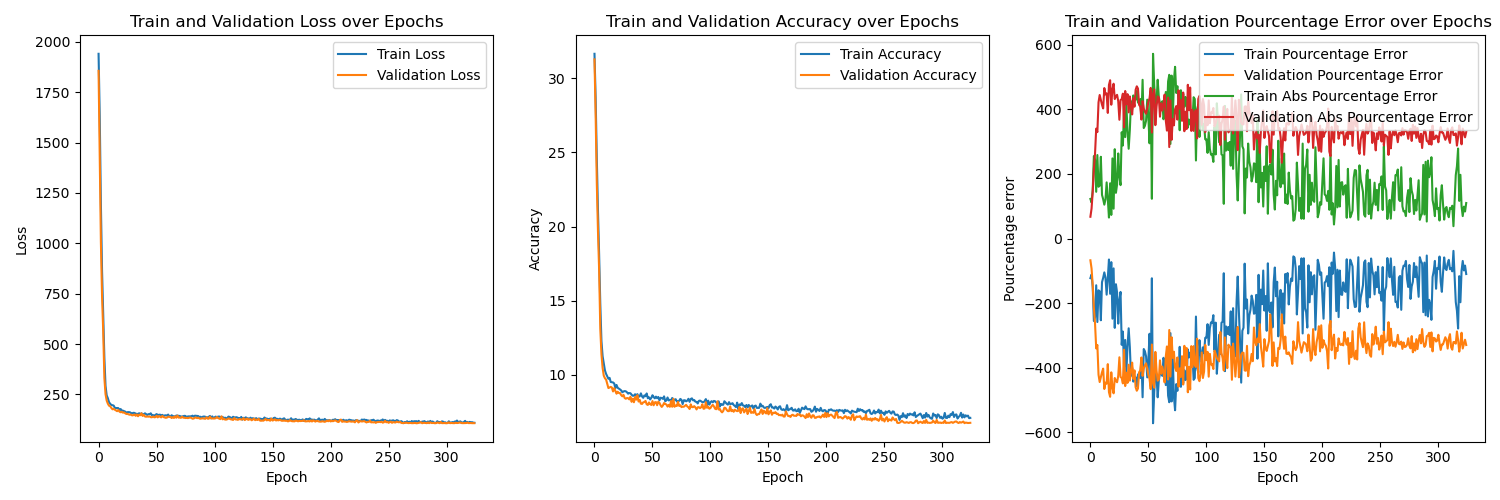 Train and Validation Loss over Epochs
Train Loss
Validation Loss
2000
1750
1500
1250
1000
750
500
250
Loss
0
50
100
150
200
250
300
Epoch
Train and Validation Accuracy over Epochs
Train Accuracy
Validation Accuracy
30
25
20
15
10
Accuracy
0
50
100
150
200
250
300
Epoch
Train and Validation Pourcentage Error over Epochs
Train Pourcentage Error
Validation Pourcentage Error
Train Abs Pourcentage Error
Validation Abs Pourcentage Error
600
400
200
0
−200
−400
−600
Pourcentage error
0
50
100
150
200
250
300
Epoch